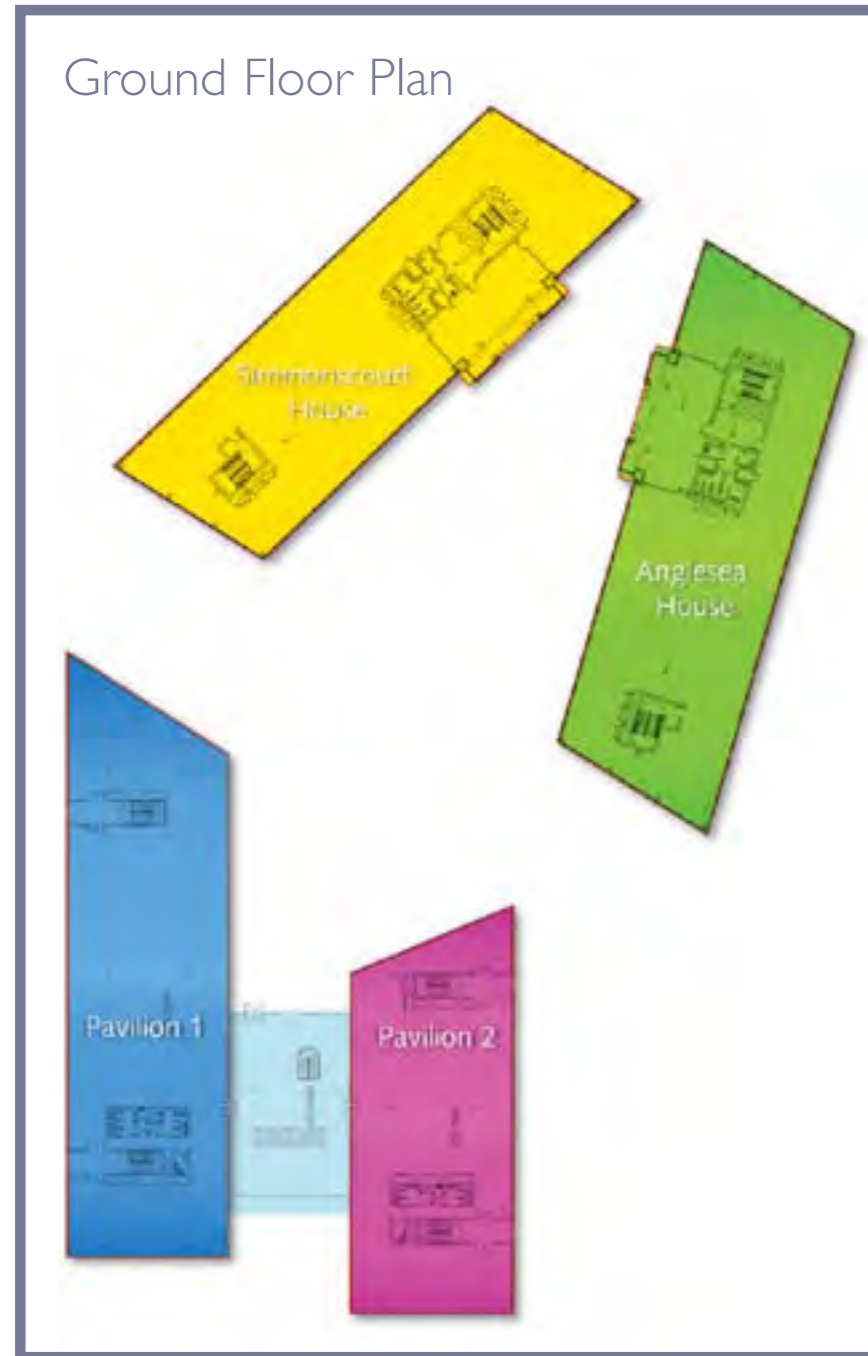 Ground Floor Plan
Simmonscourt
House
Anglesea
House
Pavilion 1
Pavilion 2